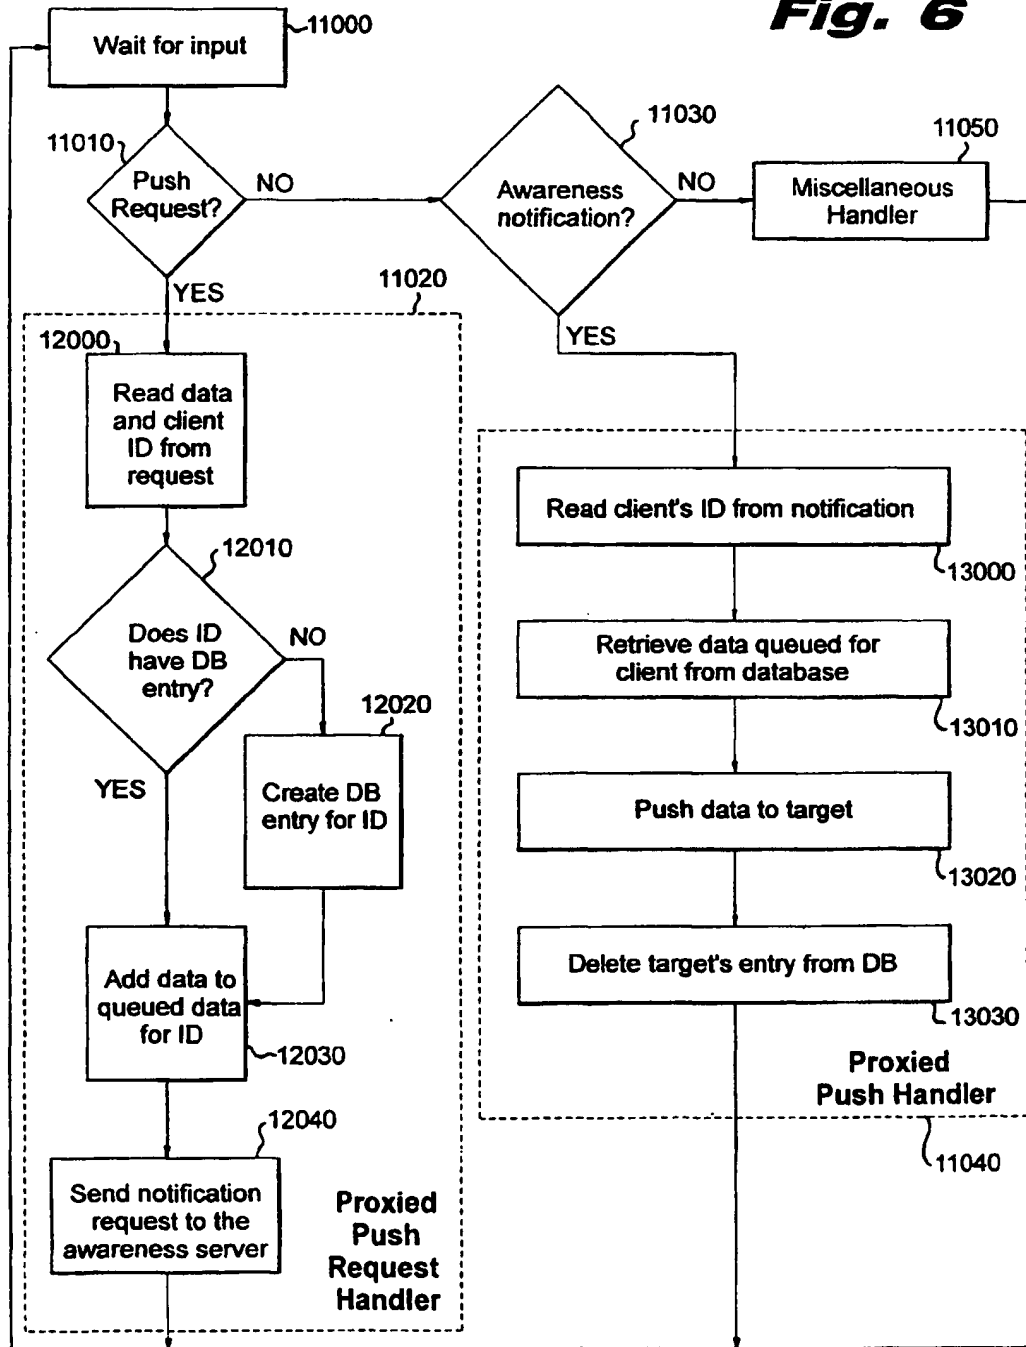 Fig. 6
11000
Wait for input
11010
Push
Request?
NO
YES
11030
Awareness
notification?
NO
YES
11050
Miscellaneous
Handler
11020
12000
Read data
and client
ID from
request
12010
Does ID
have DB
entry?
NO
YES
12020
Create DB
entry for ID
Add data to
queued data
for ID
12030
12040
Send notification
request to the
awareness server
Proxied
Push
Request
Handler
Read client's ID from notification
13000
Retrieve data queued for
client from database
13010
Push data to target
13020
Delete target's entry from DB
13030
Proxied
Push Handler
11040